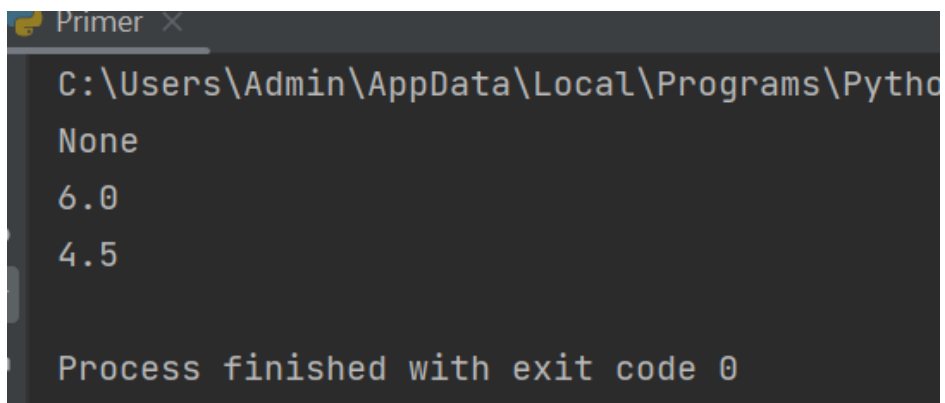 Primer
C:\Users\Admin\AppData\Local\Programs\Pytho
None
6.0
4.5
Process finished with exit code 0